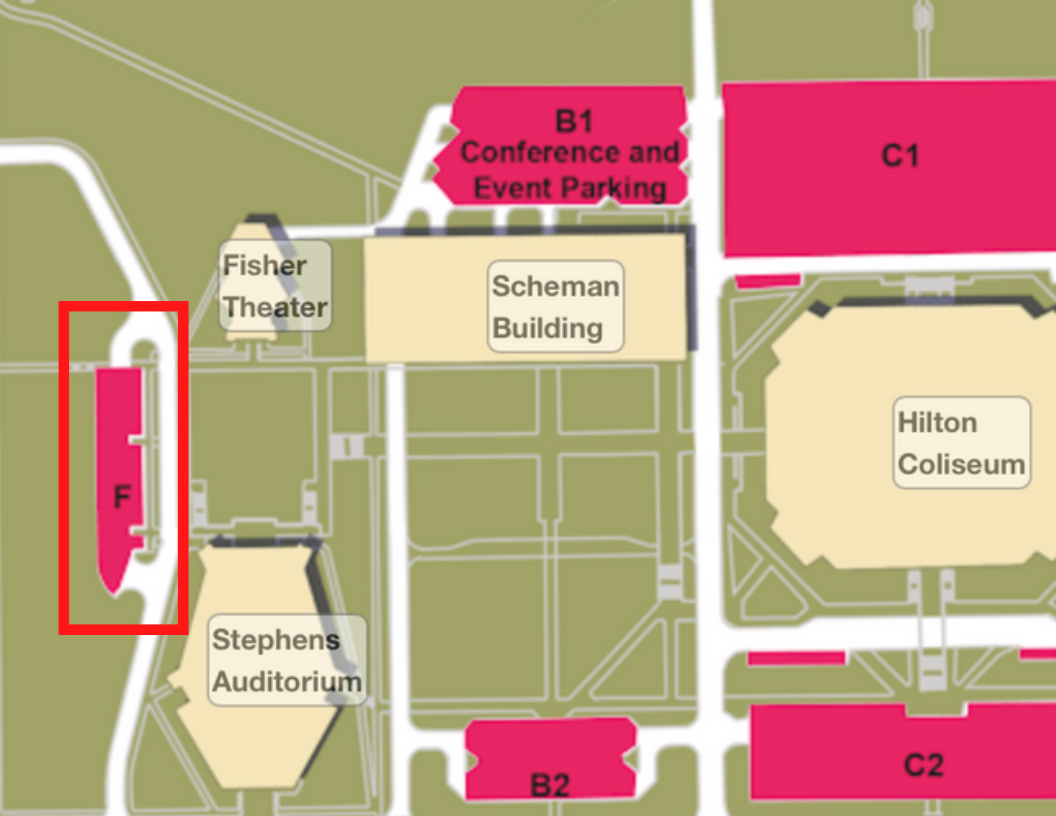 B1
Conference and
Event Parking
C1
Fisher
Theater
Scheman
Building
Hilton
Coliseum
F
Stephens
Auditorium
B2
C2